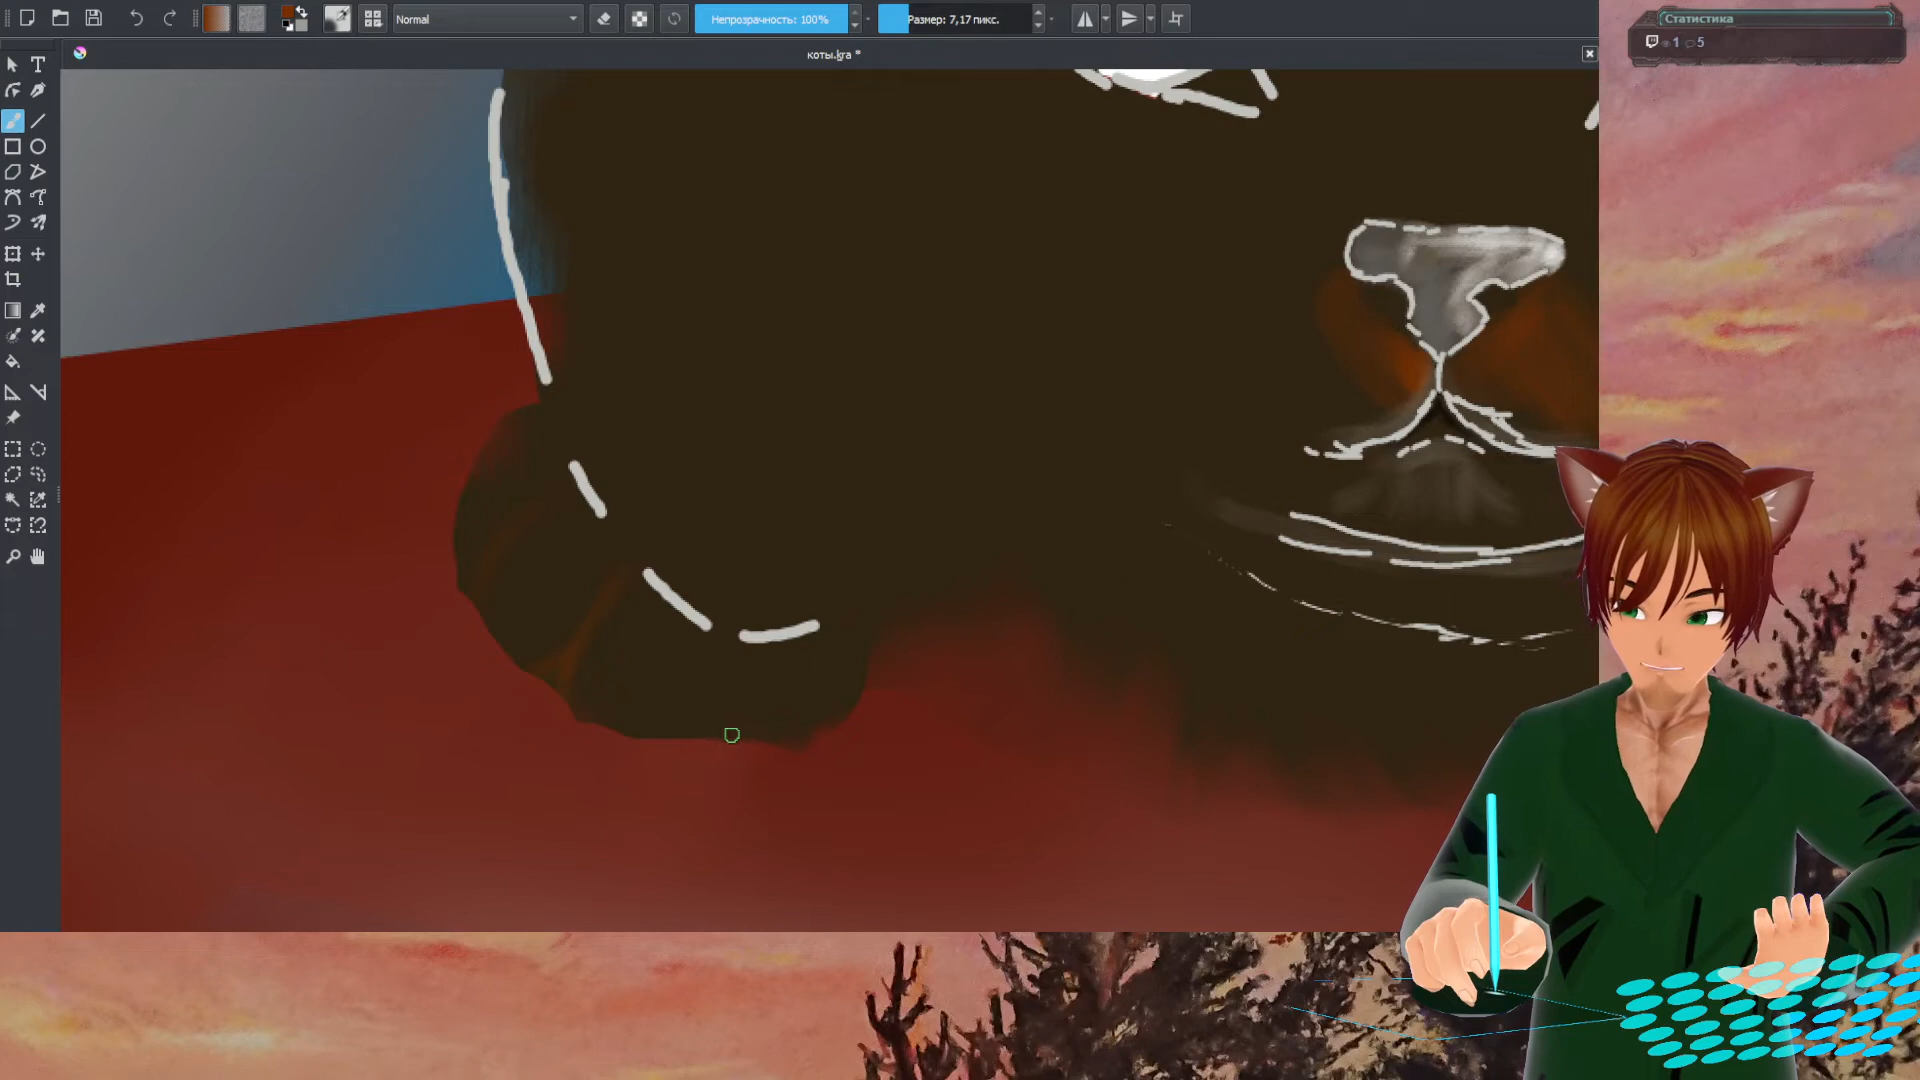 Normal
Непрозрачность: 100%
Размер: 7,17 пикс.
Статистика
1 5
коты.kra *